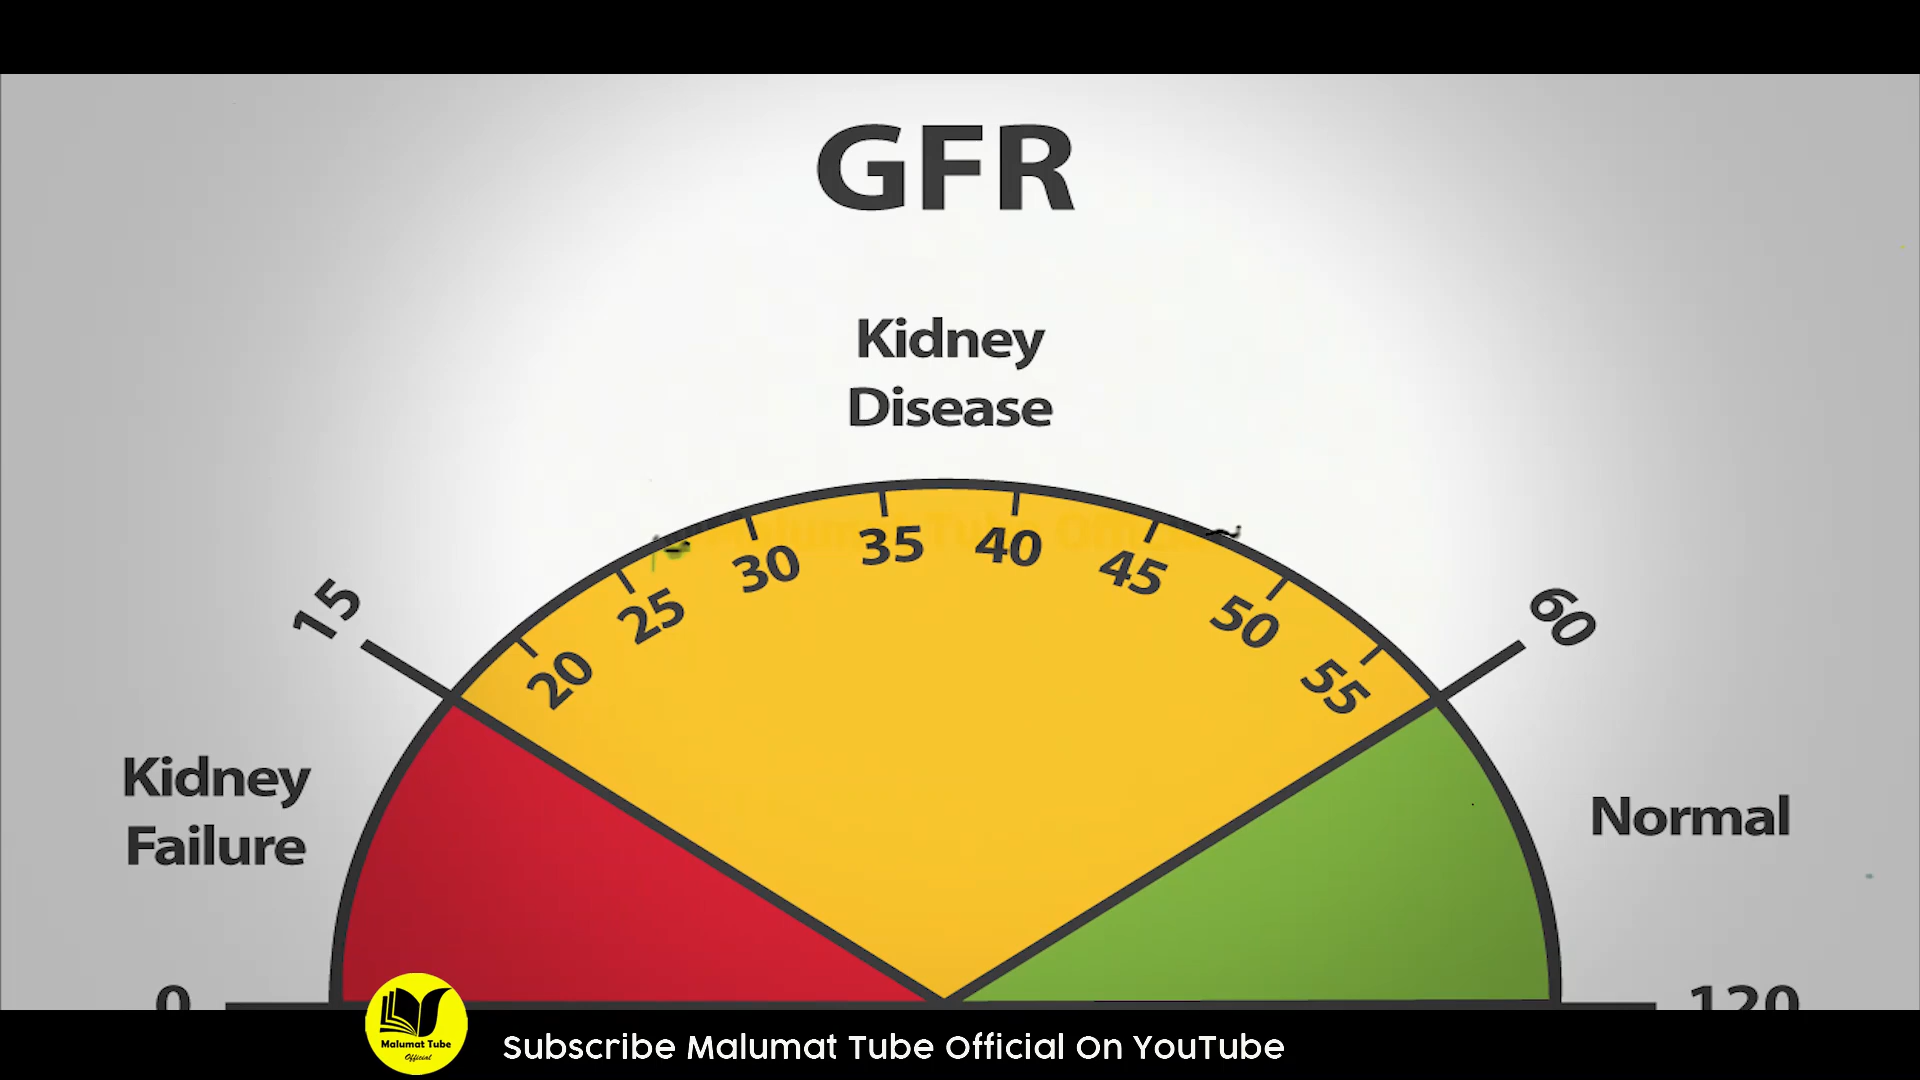 GFR
Kidney
Disease
15
20
25
30
35
40
45
50
55
60
Kidney
Failure
Normal
0
120
Malumat Tube
Official
Subscribe Malumat Tube Official On YouTube